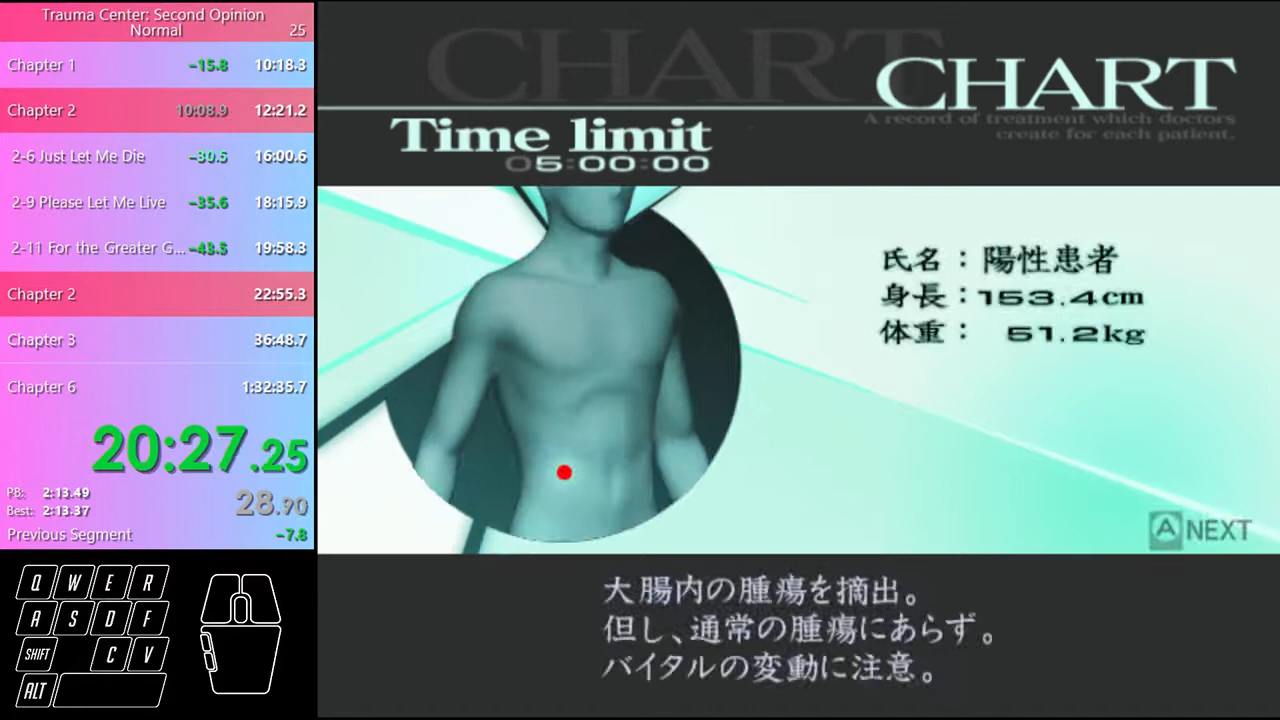 Trauma Center: Second Opinion
Normal 25
Chapter 1 −15.8 10:18.3
Chapter 2 10:08.9 12:21.2
2-6 Just Let Me Die −30.5 16:00.6
2-9 Please Let Me Live −35.6 18:15.9
2-11 For the Greater G... −43.5 19:58.3
Chapter 2 22:55.3
Chapter 3 36:48.7
Chapter 6 1:32:35.7
20:27.25
PB: 2:13.49
Best: 2:13.37
28.90
Previous Segment −7.8
Q W E R
A S D F
SHIFT C V
ALT
CHART
CHART
A record of treatment which doctors
create for each patient.
Time limit
05:00:00
氏名：陽性患者
身長：153.4cm
体重： 51.2kg
A NEXT
大腸内の腫瘍を摘出。
但し、通常の腫瘍にあらず。
バイタルの変動に注意。